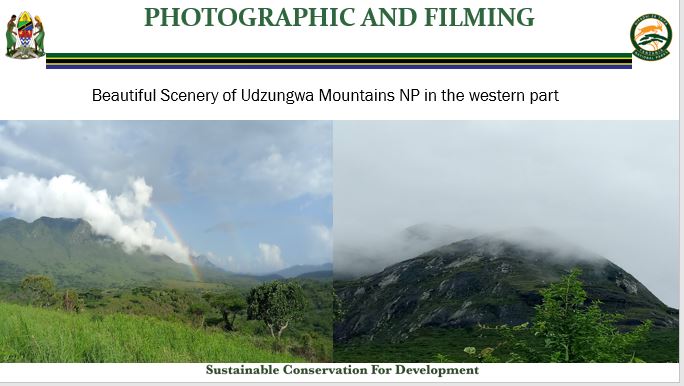 PHOTOGRAPHIC AND FILMING
Beautiful Scenery of Udzungwa Mountains NP in the western part
Sustainable Conservation For Development